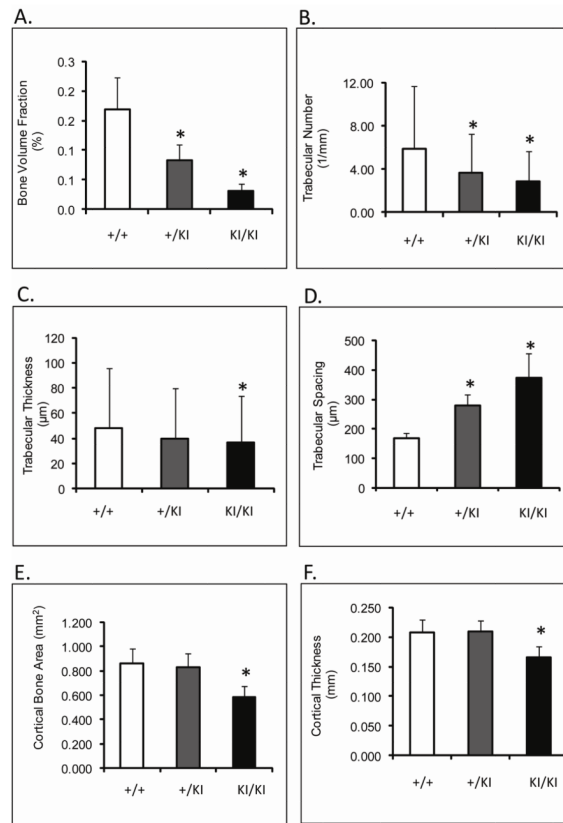 A.
Bone Volume Fraction
(%)
0.3
0.2
0.2
0.1
0.1
0.0
*
*
+/+
+/KI
KI/KI
B.
Trabecular Number
(1/mm)
12.00
8.00
4.00
0.00
*
*
+/+
+/KI
KI/KI
C.
Trabecular Thickness
(µm)
120
100
80
60
40
20
0
*
+/+
+/KI
KI/KI
D.
Trabecular Spacing
(µm)
500
400
300
200
100
0
*
*
+/+
+/KI
KI/KI
E.
Cortical Bone Area (mm²)
1.200
1.000
0.800
0.600
0.400
0.200
0.000
*
+/+
+/KI
KI/KI
F.
Cortical Thickness
(mm)
0.250
0.200
0.150
0.100
0.050
0.000
*
+/+
+/KI
KI/KI